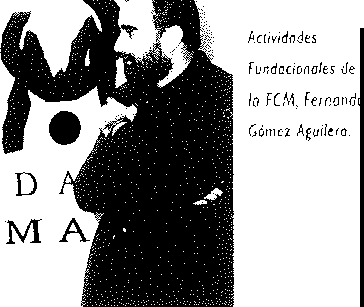 Actividades
Fundacionales de
la FCM, Fernando
Gómez Aguilera.
D A
M A